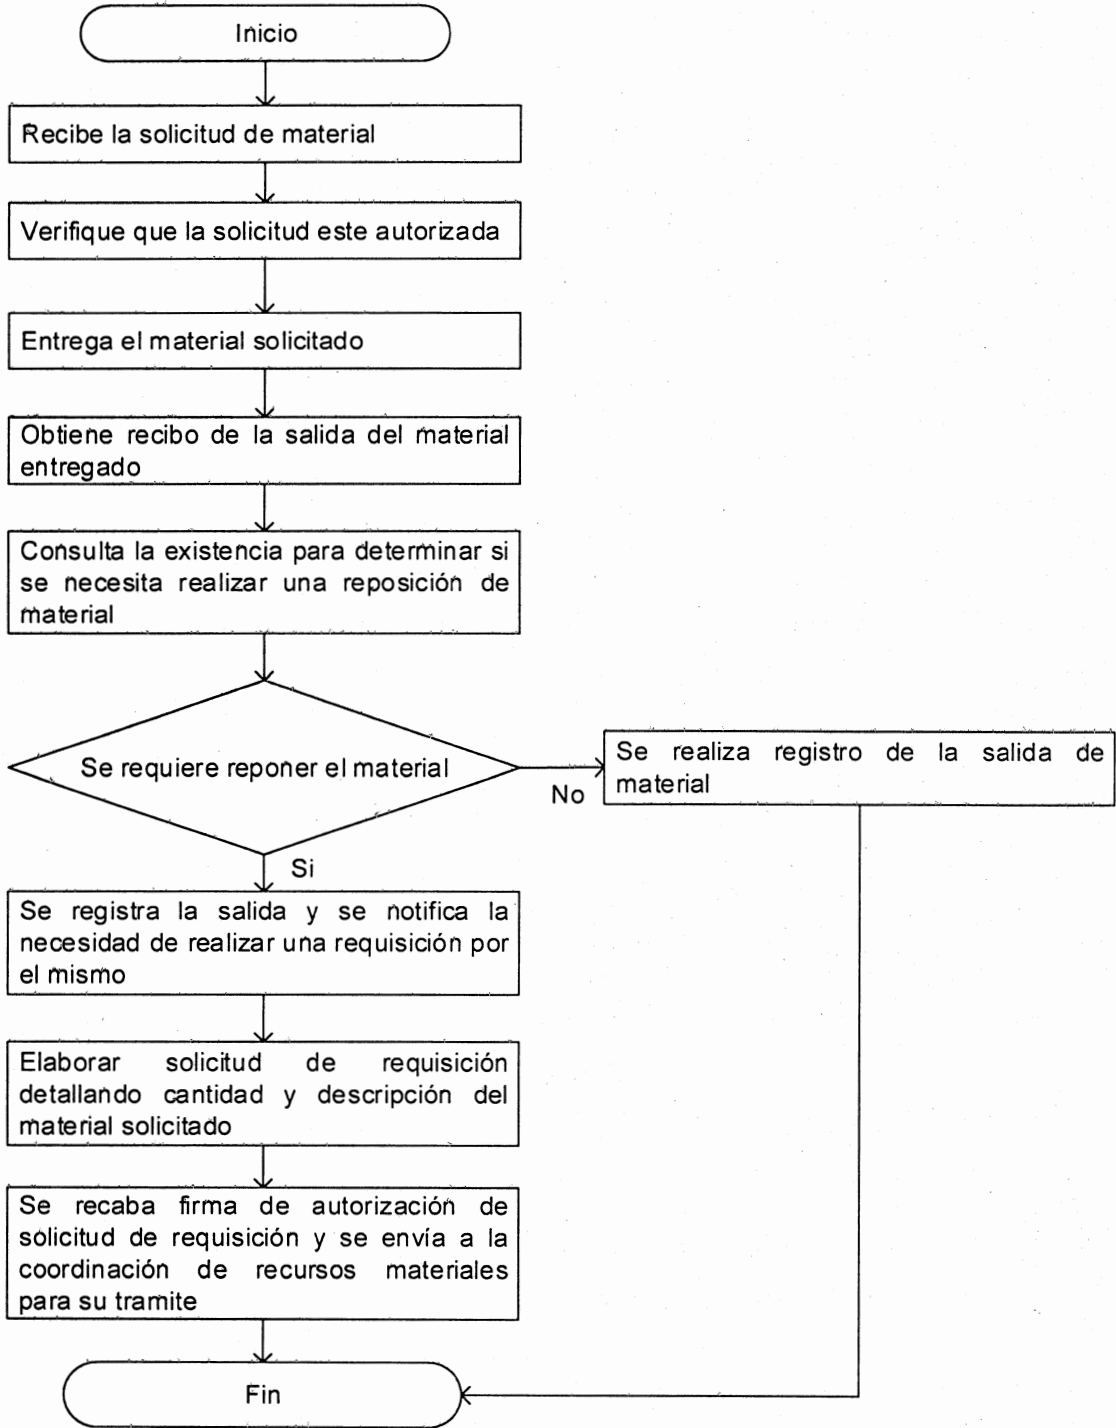 Inicio
Recibe la solicitud de material
Verifique que la solicitud este autorizada
Entrega el material solicitado
Obtiene recibo de la salida del material
entregado
Consulta la existencia para determinar si
se necesita realizar una reposición de
material
Se requiere reponer el material
No
Se realiza registro de la salida de
material
Si
Se registra la salida y se notifica la
necesidad de realizar una requisición por
el mismo
Elaborar solicitud de requisición
detallando cantidad y descripción del
material solicitado
Se recaba firma de autorización de
solicitud de requisición y se envía a la
coordinación de recursos materiales
para su tramite
Fin